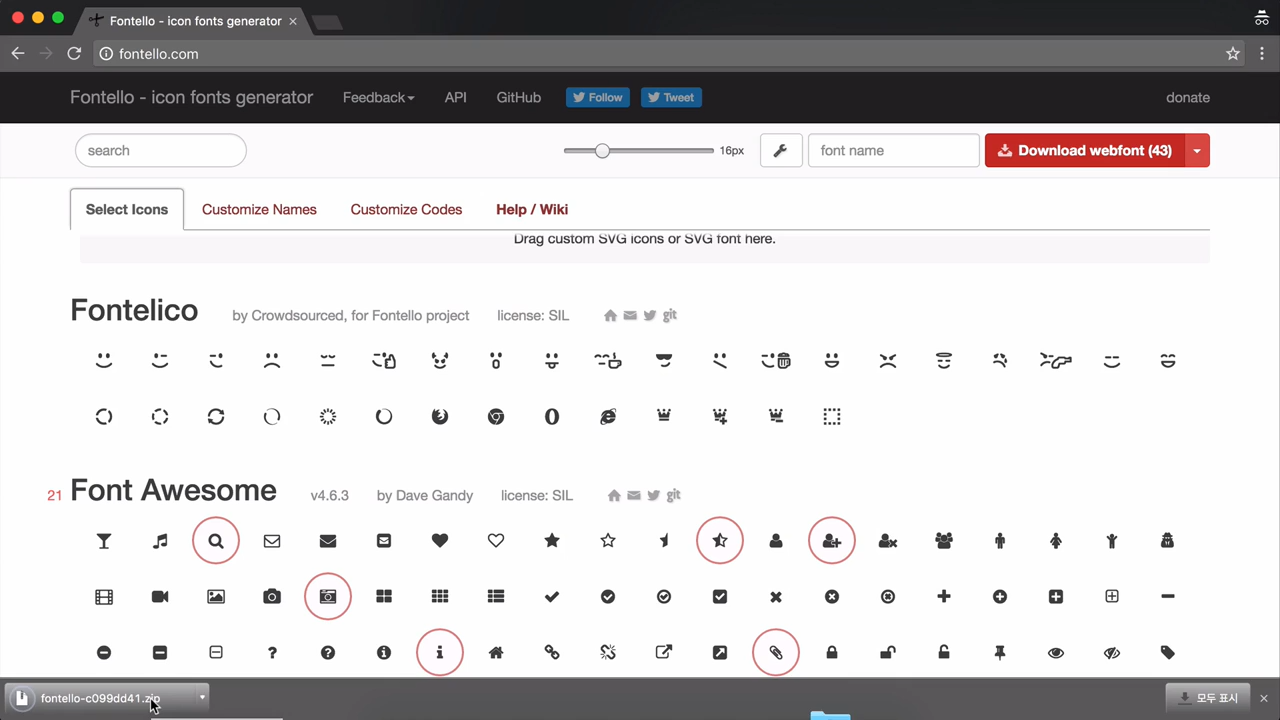 Fontello - icon fonts generator
fontello.com
Fontello - icon fonts generator Feedback API GitHub Follow Tweet donate
search 16px font name Download webfont (43)
Select Icons Customize Names Customize Codes Help / Wiki
Drag custom SVG icons or SVG font here.
Fontelico by Crowdsourced, for Fontello project license: SIL git
21 Font Awesome v4.6.3 by Dave Gandy license: SIL git
fontello-c099dd41.zip 모두 표시